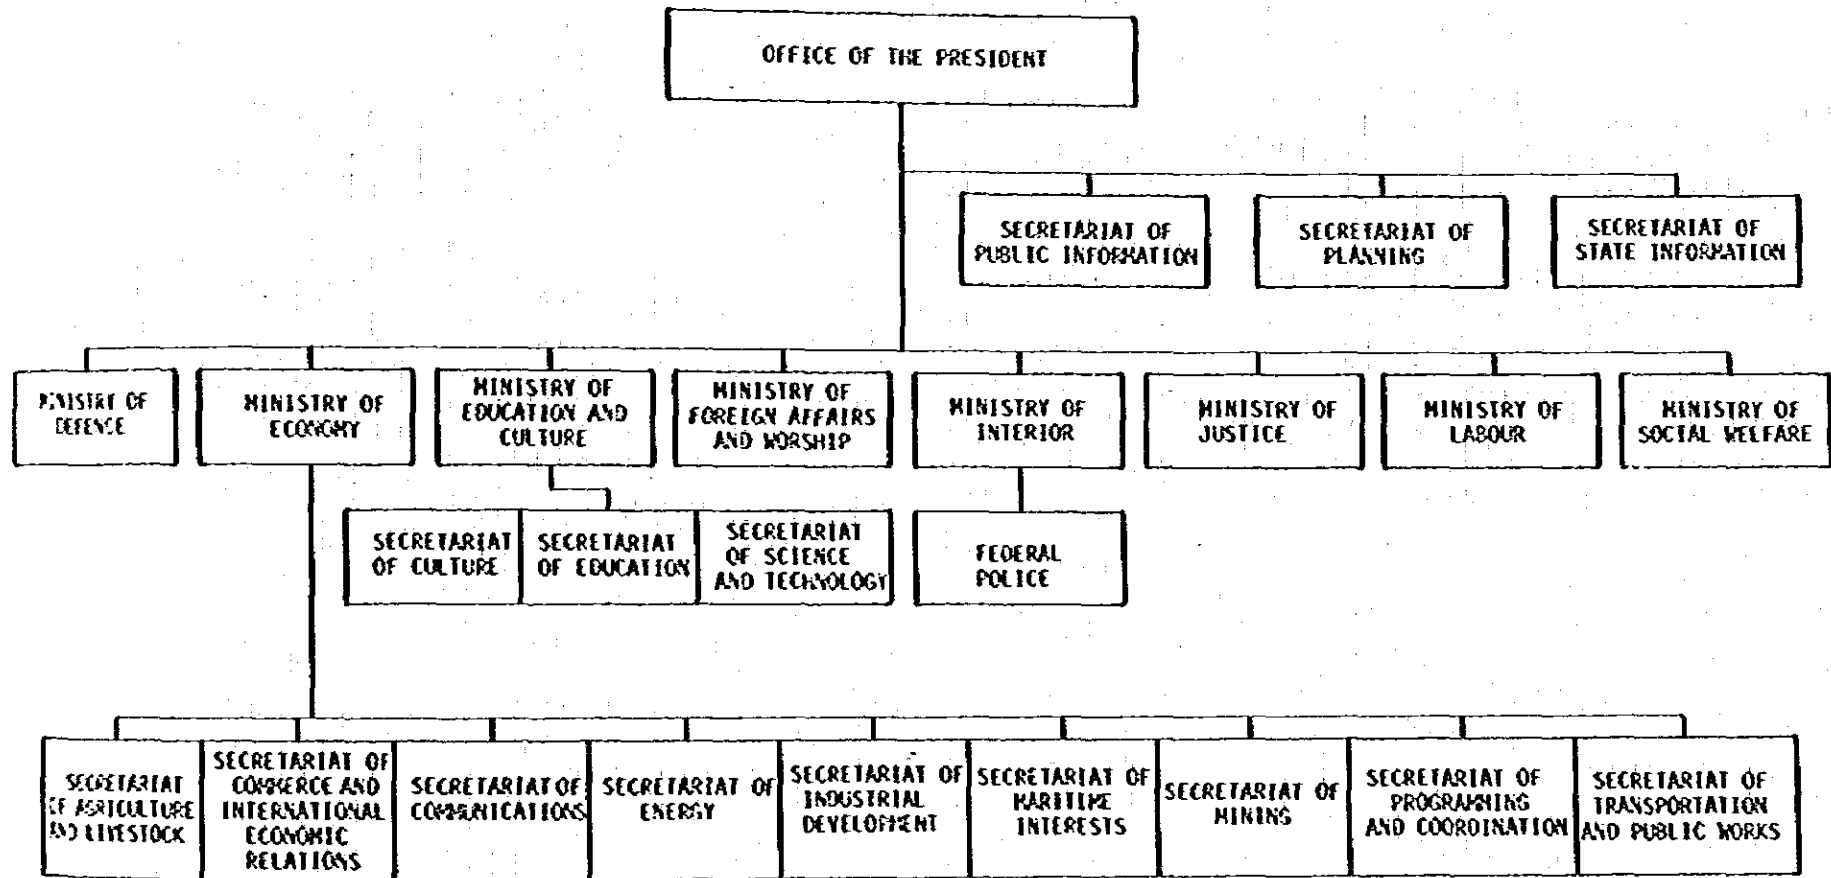 OFFICE OF THE PRESIDENT
SECRETARIAT OF
PUBLIC INFORMATION
SECRETARIAT OF
PLANNING
SECRETARIAT OF
STATE INFORMATION
MINISTRY OF
DEFENCE
MINISTRY OF
ECONOMY
MINISTRY OF
EDUCATION AND
CULTURE
MINISTRY OF
FOREIGN AFFAIRS
AND WORSHIP
MINISTRY OF
INTERIOR
MINISTRY OF
JUSTICE
MINISTRY OF
LABOUR
MINISTRY OF
SOCIAL WELFARE
SECRETARIAT
OF CULTURE
SECRETARIAT
OF EDUCATION
SECRETARIAT
OF SCIENCE
AND TECHNOLOGY
FEDERAL
POLICE
SECRETARIAT
OF AGRICULTURE
AND LIVESTOCK
SECRETARIAT OF
COMMERCE AND
INTERNATIONAL
ECONOMIC
RELATIONS
SECRETARIAT OF
COMMUNICATIONS
SECRETARIAT OF
ENERGY
SECRETARIAT OF
INDUSTRIAL
DEVELOPMENT
SECRETARIAT OF
MARITIME
INTERESTS
SECRETARIAT OF
MINING
SECRETARIAT OF
PROGRAMMING
AND COORDINATION
SECRETARIAT OF
TRANSPORTATION
AND PUBLIC WORKS